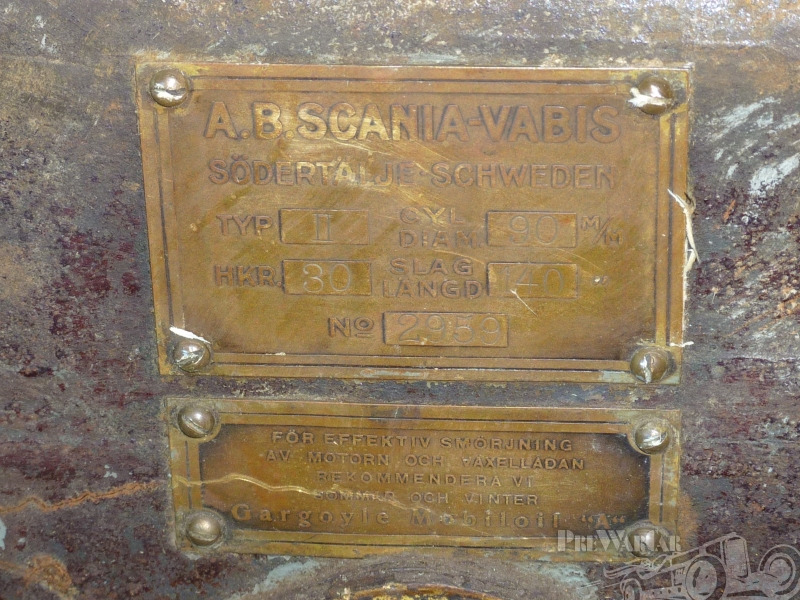 A.B. SCANIA-VABIS
SÖDERTALJE-SCHWEDEN
TYP II CYL. DIAM. 90 M/M
HKR. 30 SLAG LÄNGD 140 "
No 2959
FÖR EFFEKTIV SMÖRJNING
AV MOTORN OCH VÄXELLÅDAN
REKOMMENDERA VI
SOMMAR OCH VINTER
Gargoyle Mobiloil "A"
PREWARCAR